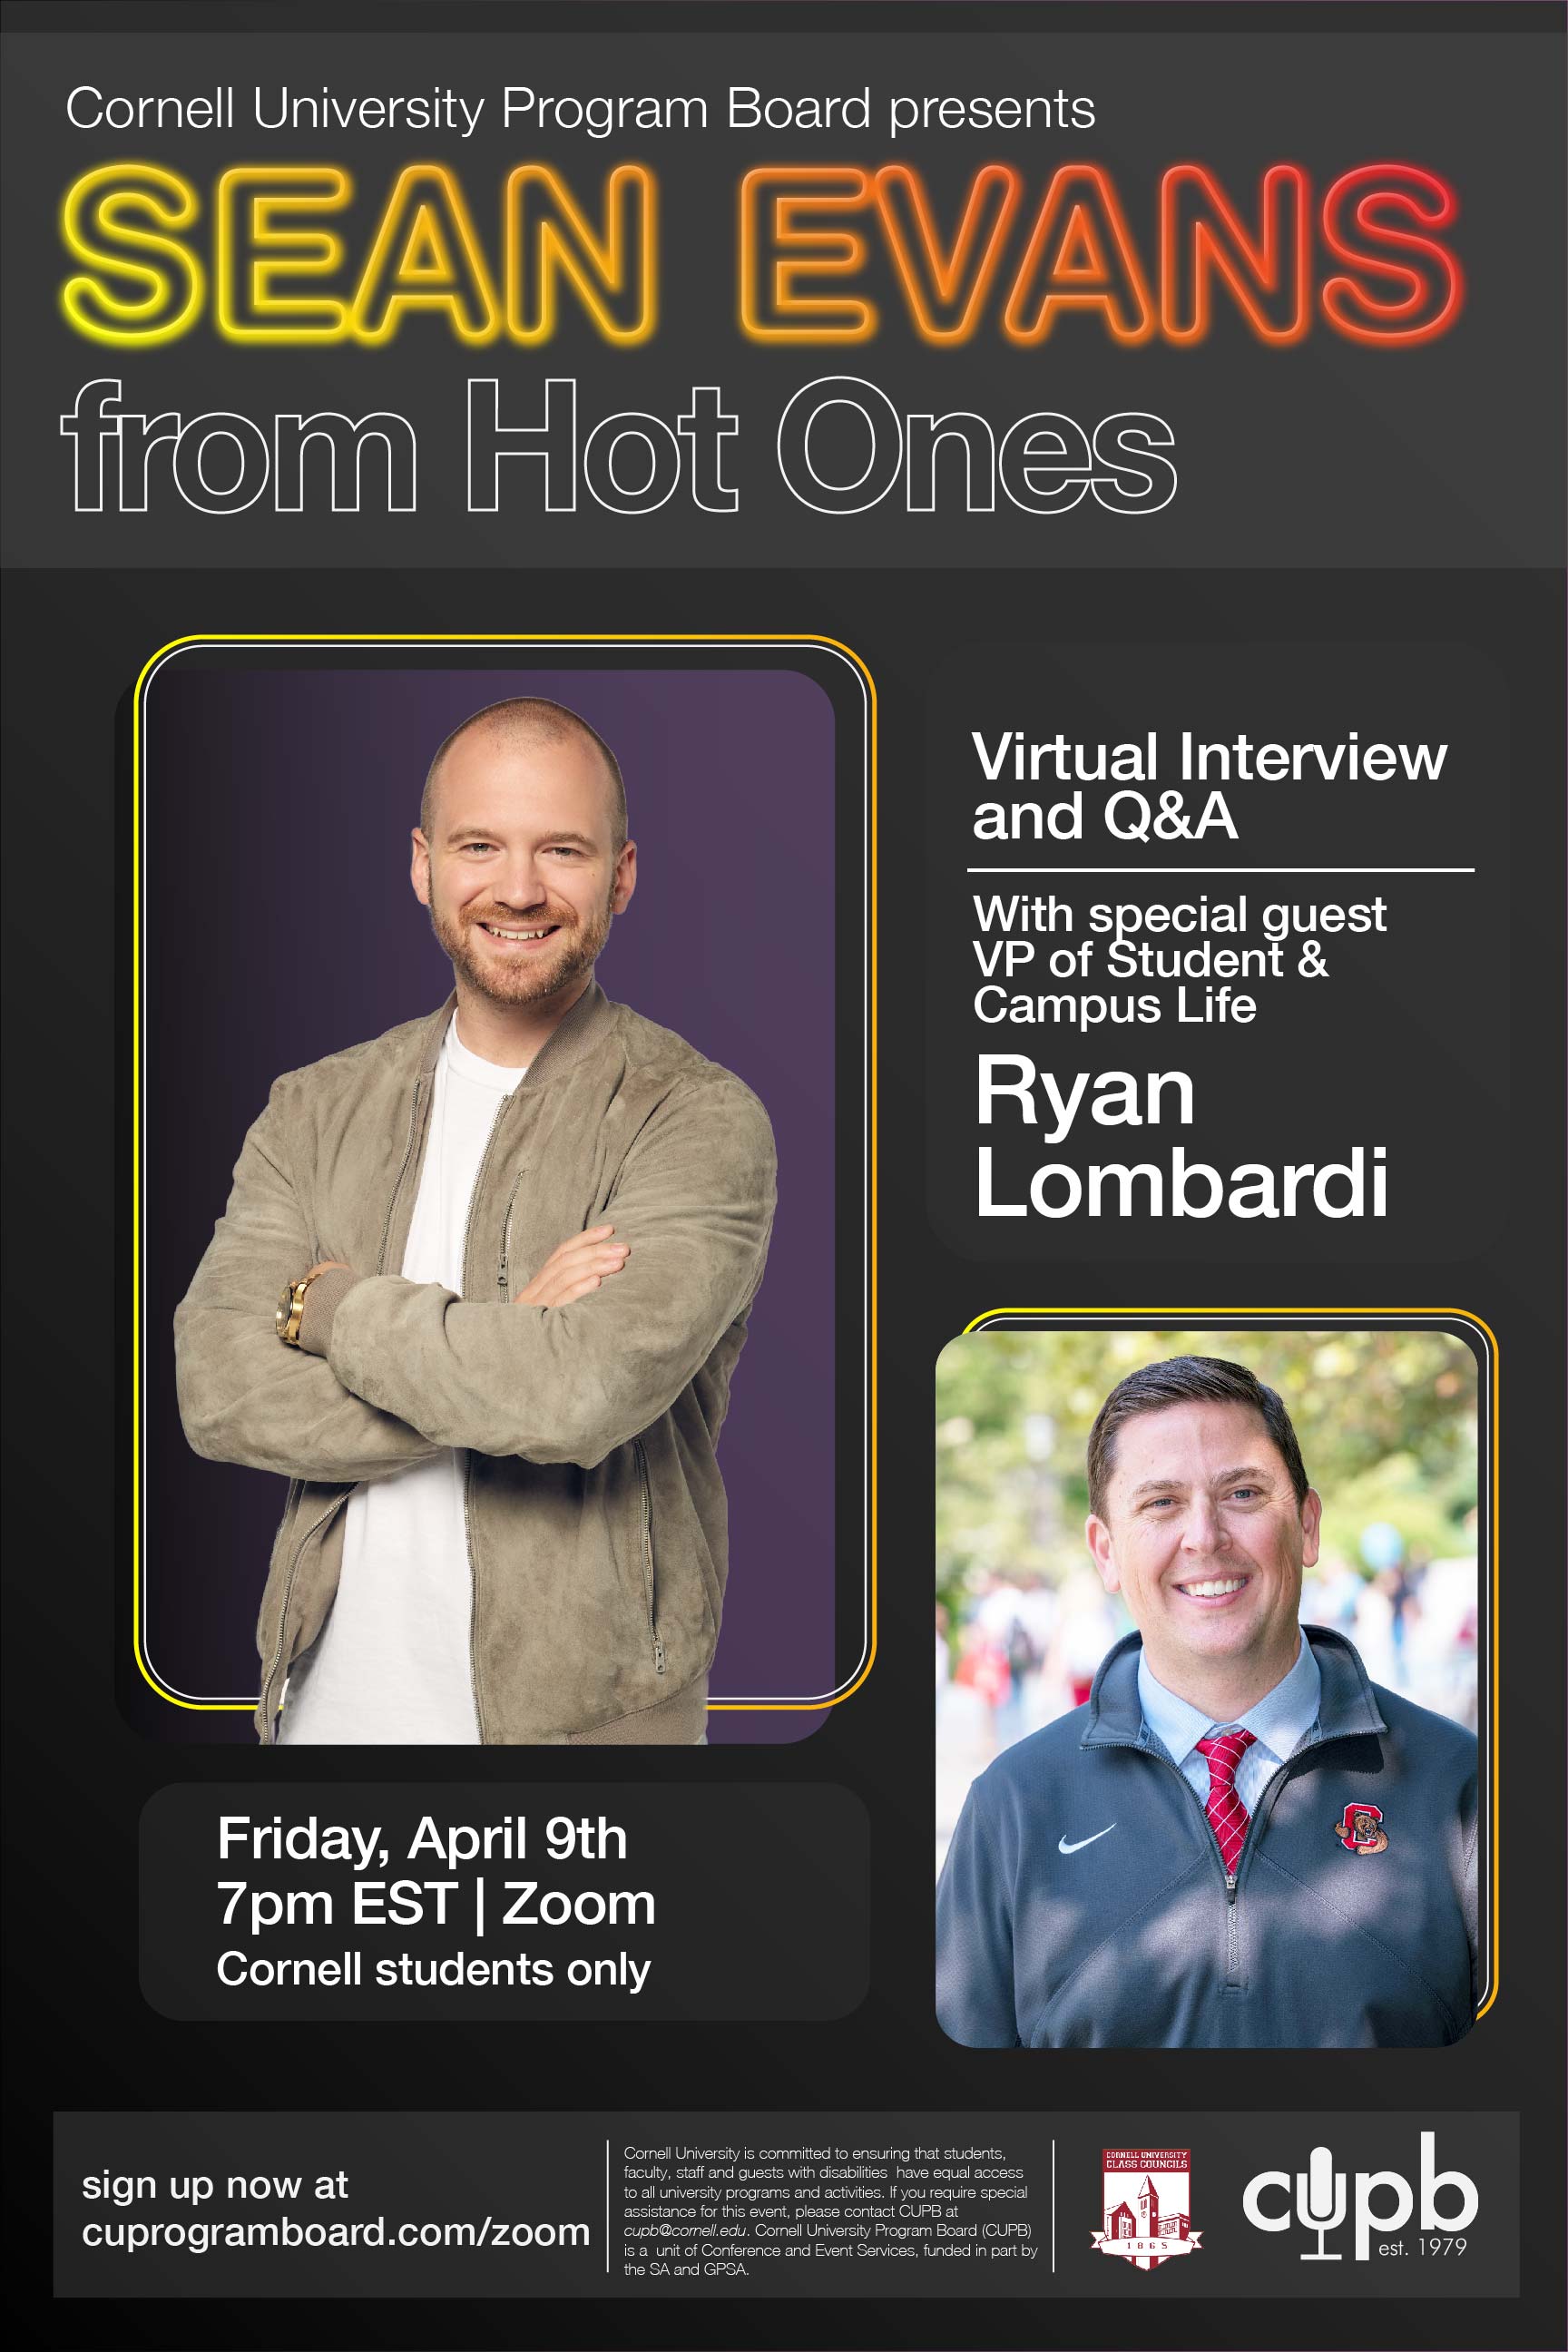 Cornell University Program Board presents
SEAN EVANS
from Hot Ones
Virtual Interview
and Q&A
With special guest
VP of Student &
Campus Life
Ryan
Lombardi
Friday, April 9th
7pm EST | Zoom
Cornell students only
sign up now at
cuprogramboard.com/zoom
Cornell University is committed to ensuring that students,
faculty, staff and guests with disabilities have equal access
to all university programs and activities. If you require special
assistance for this event, please contact CUPB at
cupb@cornell.edu. Cornell University Program Board (CUPB)
is a unit of Conference and Event Services, funded in part by
the SA and GPSA.
CORNELL UNIVERSITY
CLASS COUNCILS
1865
cupb
est. 1979
C